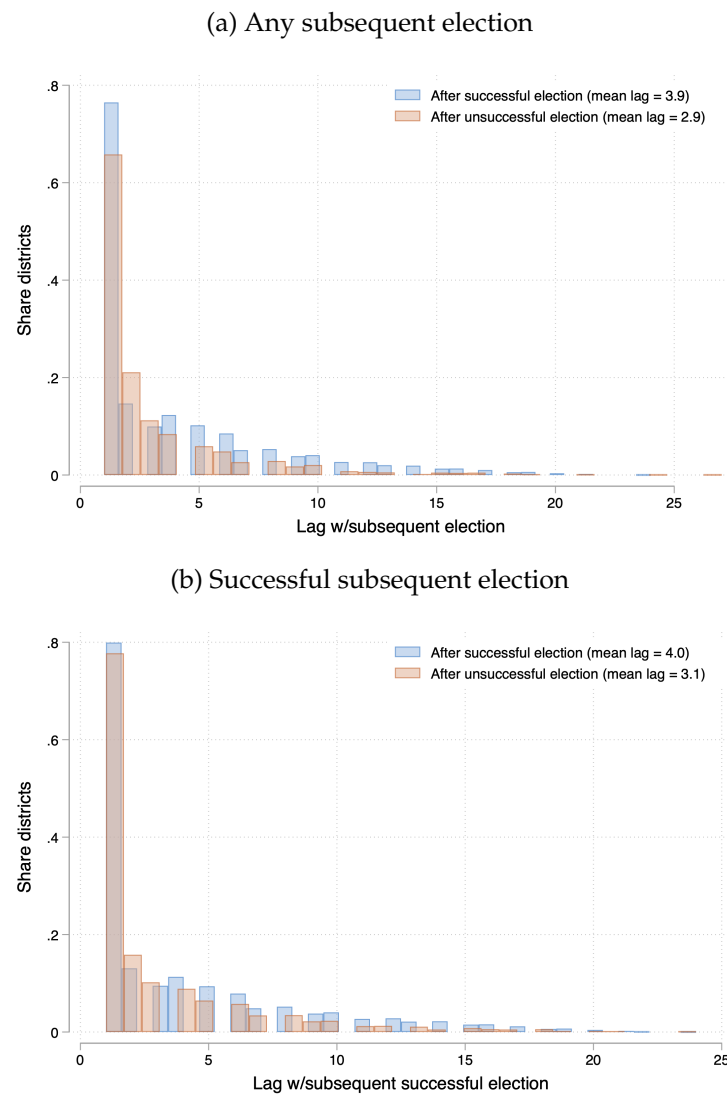 (a) Any subsequent election
After successful election (mean lag = 3.9)
After unsuccessful election (mean lag = 2.9)
.8
.6
.4
.2
0
Share districts
0 5 10 15 20 25
Lag w/subsequent election
(b) Successful subsequent election
After successful election (mean lag = 4.0)
After unsuccessful election (mean lag = 3.1)
.8
.6
.4
.2
0
Share districts
0 5 10 15 20 25
Lag w/subsequent successful election